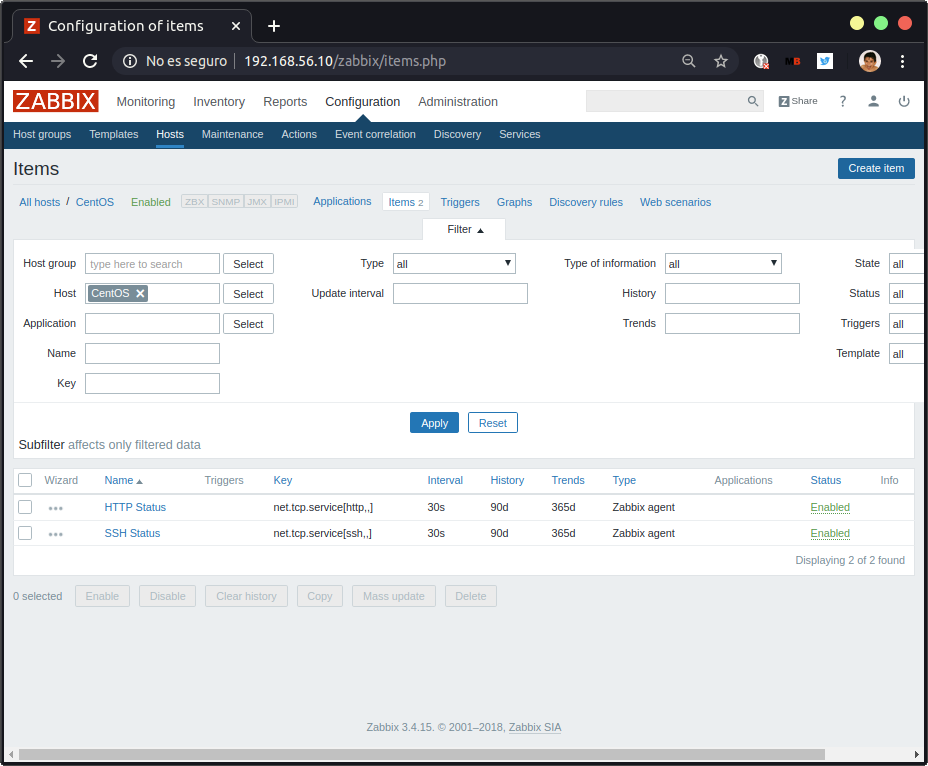 Z Configuration of items × +
No es seguro | 192.168.56.10/zabbix/items.php MB
ZABBIX Monitoring Inventory Reports Configuration Administration Z Share ?
Host groups Templates Hosts Maintenance Actions Event correlation Discovery Services
Items Create item
All hosts / CentOS Enabled ZBX SNMP JMX IPMI Applications Items 2 Triggers Graphs Discovery rules Web scenarios
Filter ▲
Host group type here to search Select Type all Type of information all State all
Host CentOS × Select Update interval History Status all
Application Select Trends Triggers all
Name Template all
Key
Apply Reset
Subfilter affects only filtered data
Wizard Name ▲ Triggers Key Interval History Trends Type Applications Status Info
••• HTTP Status net.tcp.service[http,,] 30s 90d 365d Zabbix agent Enabled
••• SSH Status net.tcp.service[ssh,,] 30s 90d 365d Zabbix agent Enabled
Displaying 2 of 2 found
0 selected Enable Disable Clear history Copy Mass update Delete
Zabbix 3.4.15. © 2001–2018, Zabbix SIA